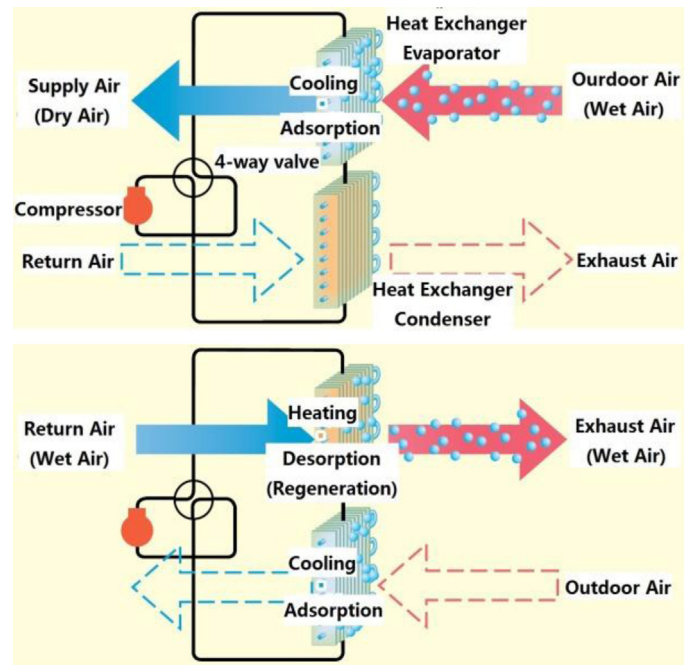 Heat Exchanger
Evaporator
Supply Air
(Dry Air)
Cooling
Ourdoor Air
(Wet Air)
Adsorption
4-way valve
Compressor
Return Air
Exhaust Air
Heat Exchanger
Condenser
Return Air
(Wet Air)
Heating
Exhaust Air
(Wet Air)
Desorption
(Regeneration)
Cooling
Outdoor Air
Adsorption